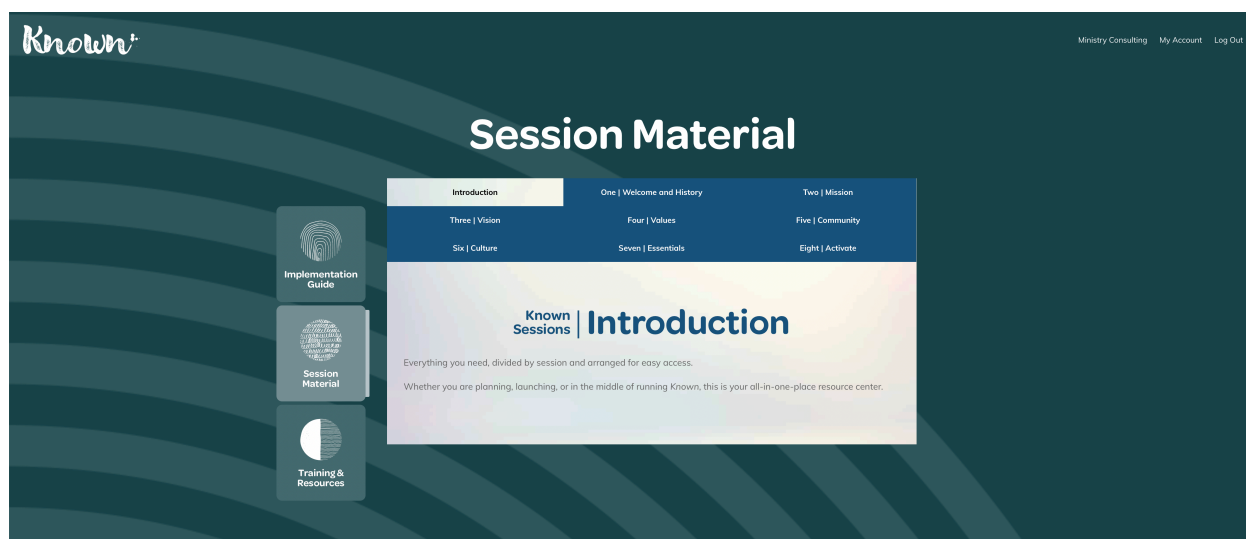 Known
Ministry Consulting My Account Log Out
Session Material
Introduction One | Welcome and History Two | Mission
Three | Vision Four | Values Five | Community
Six | Culture Seven | Essentials Eight | Activate
Implementation
Guide
Session
Material
Training &
Resources
Known
Sessions
Introduction
Everything you need, divided by session and arranged for easy access.
Whether you are planning, launching, or in the middle of running Known, this is your all-in-one-place resource center.